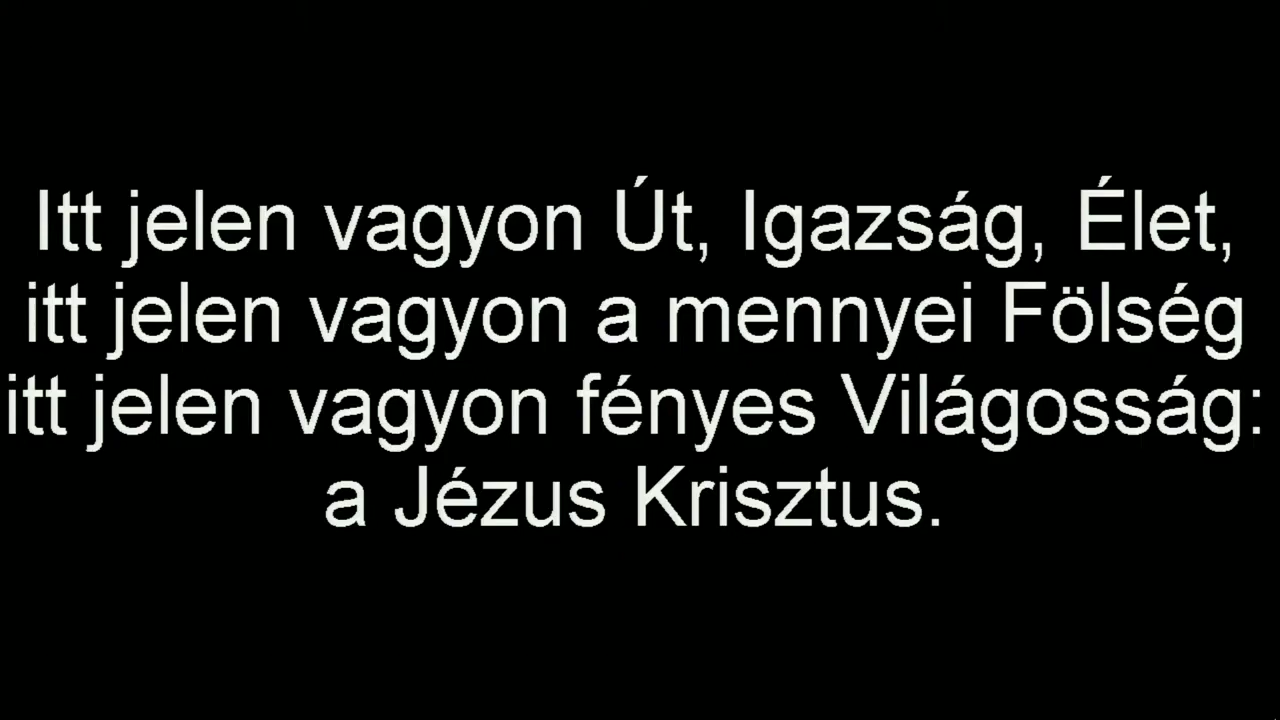 Itt jelen vagyon Út, Igazság, Élet,
itt jelen vagyon a mennyei Fölség
itt jelen vagyon fényes Világosság:
a Jézus Krisztus.